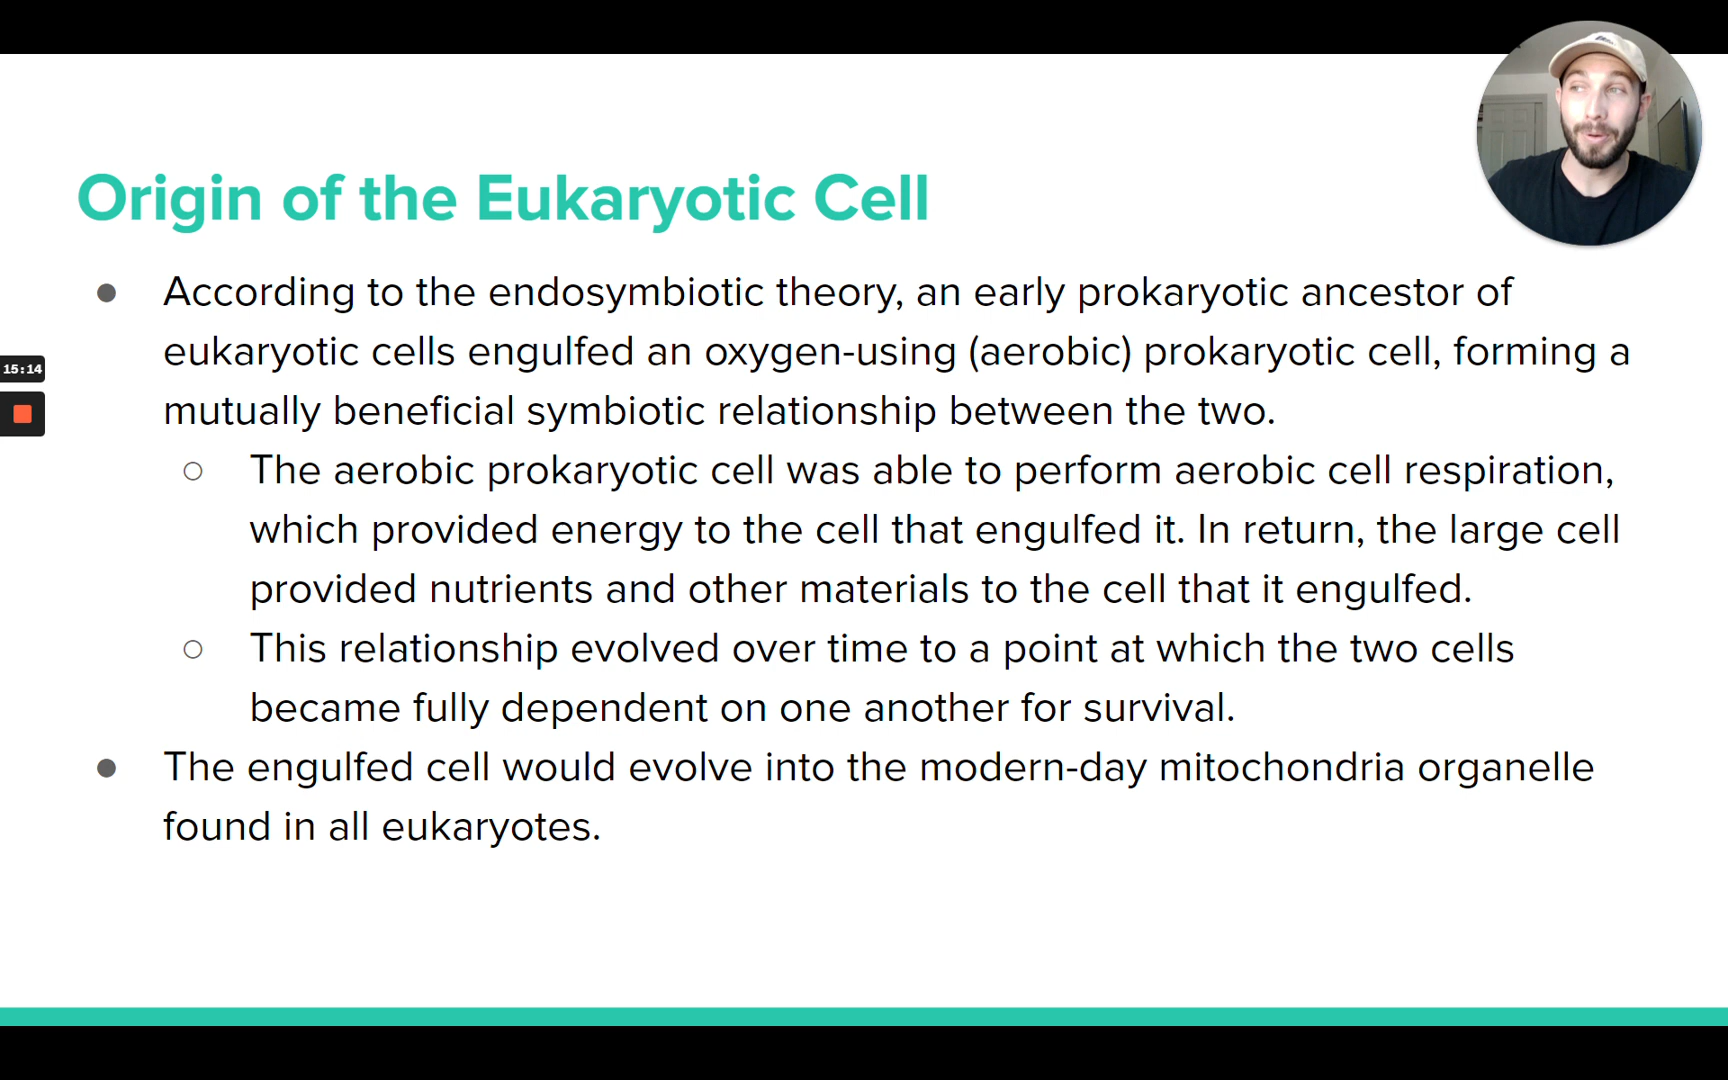 Origin of the Eukaryotic Cell
● According to the endosymbiotic theory, an early prokaryotic ancestor of
eukaryotic cells engulfed an oxygen-using (aerobic) prokaryotic cell, forming a
mutually beneficial symbiotic relationship between the two.
○ The aerobic prokaryotic cell was able to perform aerobic cell respiration,
which provided energy to the cell that engulfed it. In return, the large cell
provided nutrients and other materials to the cell that it engulfed.
○ This relationship evolved over time to a point at which the two cells
became fully dependent on one another for survival.
● The engulfed cell would evolve into the modern-day mitochondria organelle
found in all eukaryotes.
15:14